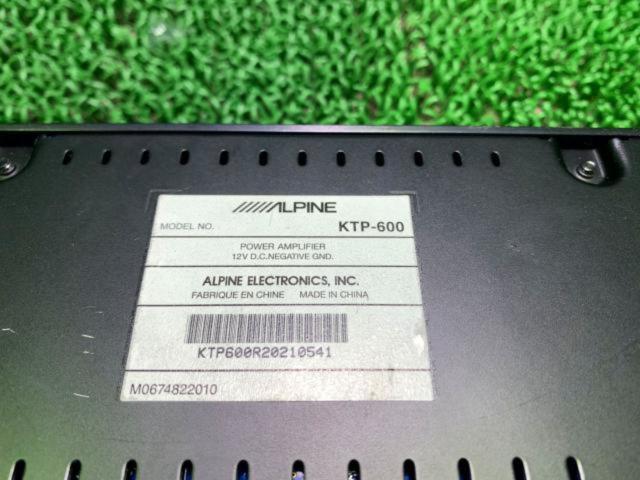 ALPINE
MODEL NO. KTP-600
POWER AMPLIFIER
12V D.C.NEGATIVE GND.
ALPINE ELECTRONICS, INC.
FABRIQUE EN CHINE MADE IN CHINA
KTP600R20210541
M0674822010